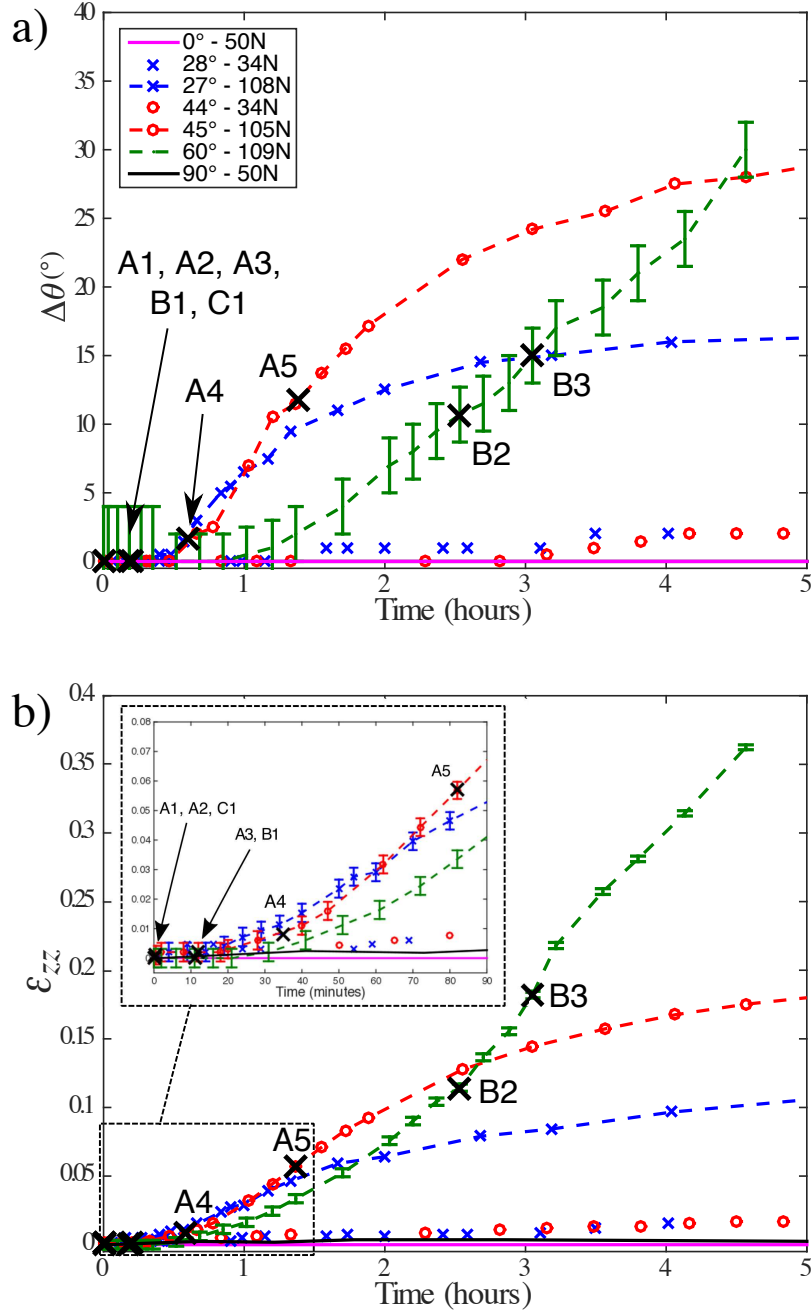 a)
40
35
30
25
20
15
10
5
0
Δθ(°)
0° - 50N
28° - 34N
27° - 108N
44° - 34N
45° - 105N
60° - 109N
90° - 50N
A1, A2, A3,
B1, C1
A4
A5
B2
B3
0 1 2 3 4 5
Time (hours)
b)
0.4
0.35
0.3
0.25
0.2
0.15
0.1
0.05
0
εzz
0.08
0.07
0.06
0.05
0.04
0.03
0.02
0.01
0
A1, A2, C1
A3, B1
A4
A5
0 10 20 30 40 50 60 70 80 90
Time (minutes)
A4
A5
B2
B3
0 1 2 3 4 5
Time (hours)